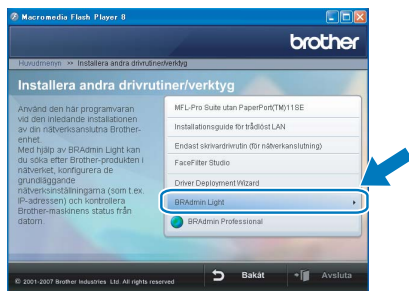 Macromedia Flash Player 8
brother
Huvudmenyn >> Installera andra drivrutiner/verktyg
Installera andra drivrutiner/verktyg
Använd den här programvaran
vid den inledande installationen
av din nätverksanslutna Brother-
enhet.
Med hjälp av BRAdmin Light kan
du söka efter Brother-produkten i
nätverket, konfigurera de
grundläggande
nätverksinställningarna (som t.ex.
IP-adressen) och kontrollera
Brother-maskinens status från
datorn.
MFL-Pro Suite utan PaperPort(TM)11SE
Installationsguide för trådlöst LAN
Endast skrivardrivrutin (för nätverkanslutning)
FaceFilter Studio
Driver Deployment Wizard
BRAdmin Light
BRAdmin Professional
© 2001-2007 Brother Industries Ltd. All rights reserved
Bakåt
Avsluta